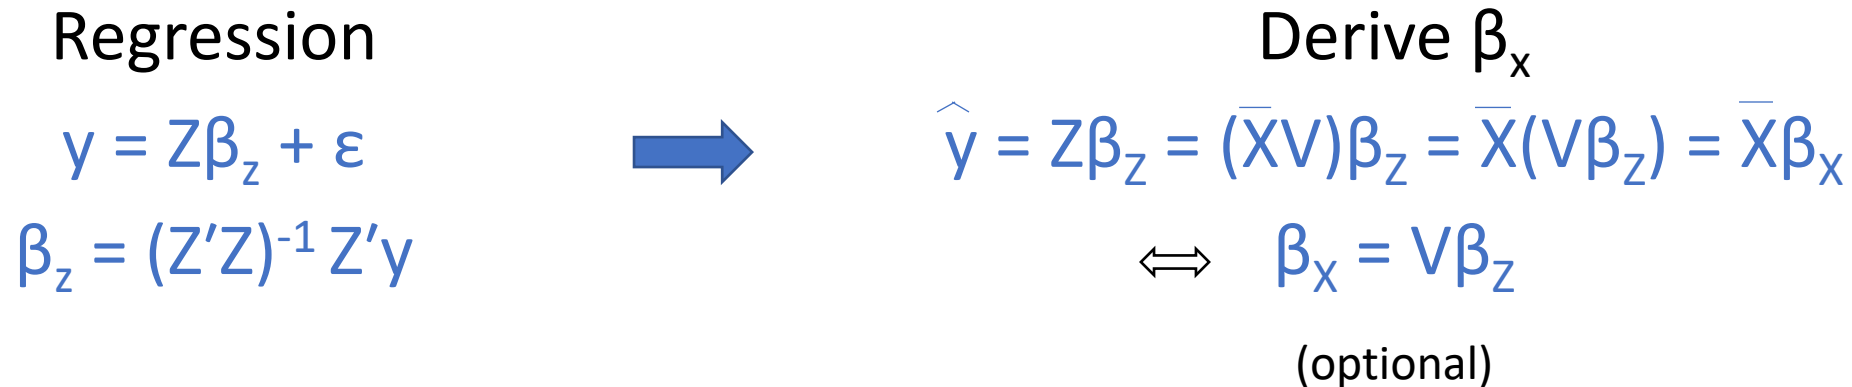 Regression
y = Zβz + ε
βz = (Z′Z)-1 Z′y
Derive βx
ŷ = ZβZ = (X̅V)βZ = X̅(VβZ) = X̅βX
⇔ βX = VβZ
(optional)